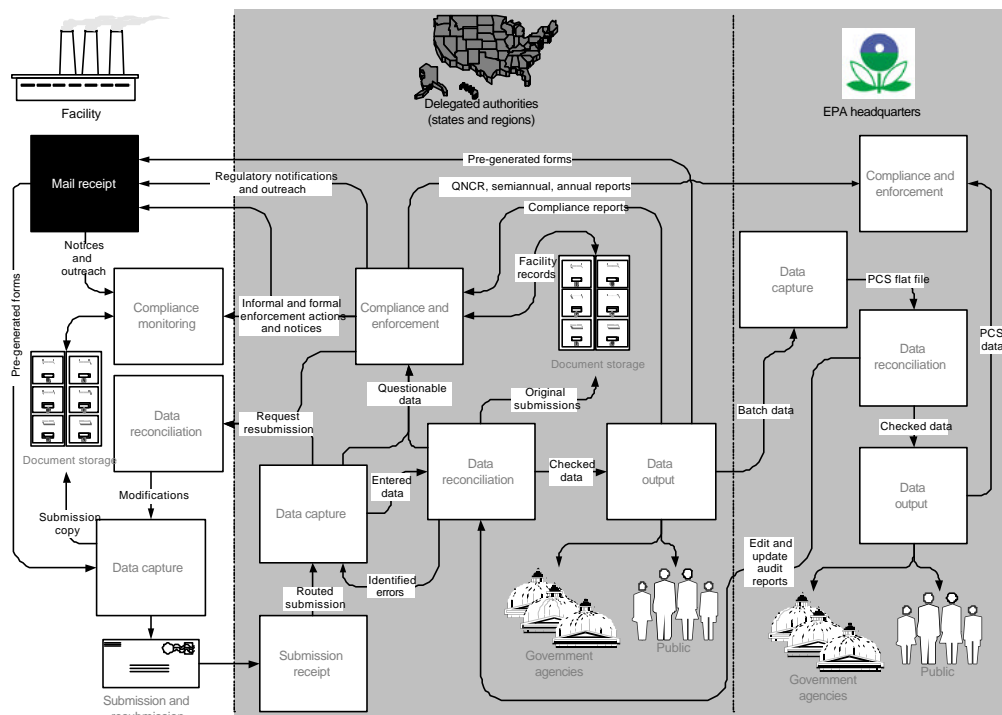 Facility
Delegated authorities
(states and regions)
EPA headquarters
Mail receipt
Pre-generated forms
Regulatory notifications
and outreach
QNCR, semiannual, annual reports
Compliance reports
Compliance and
enforcement
Notices
and
outreach
Pre-generated forms
Compliance
monitoring
Informal and formal
enforcement actions
and notices
Compliance and
enforcement
Facility
records
Document storage
Data
capture
PCS flat file
Data
reconciliation
PCS
data
Document storage
Data
reconciliation
Request
resubmission
Questionable
data
Original
submissions
Batch data
Checked data
Modifications
Submission
copy
Data capture
Data capture
Entered
data
Data
reconciliation
Checked
data
Data
output
Data
output
Identified
errors
Routed
submission
Edit and
update
audit
reports
Submission
receipt
Government
agencies
Public
Government
agencies
Public
Submission and